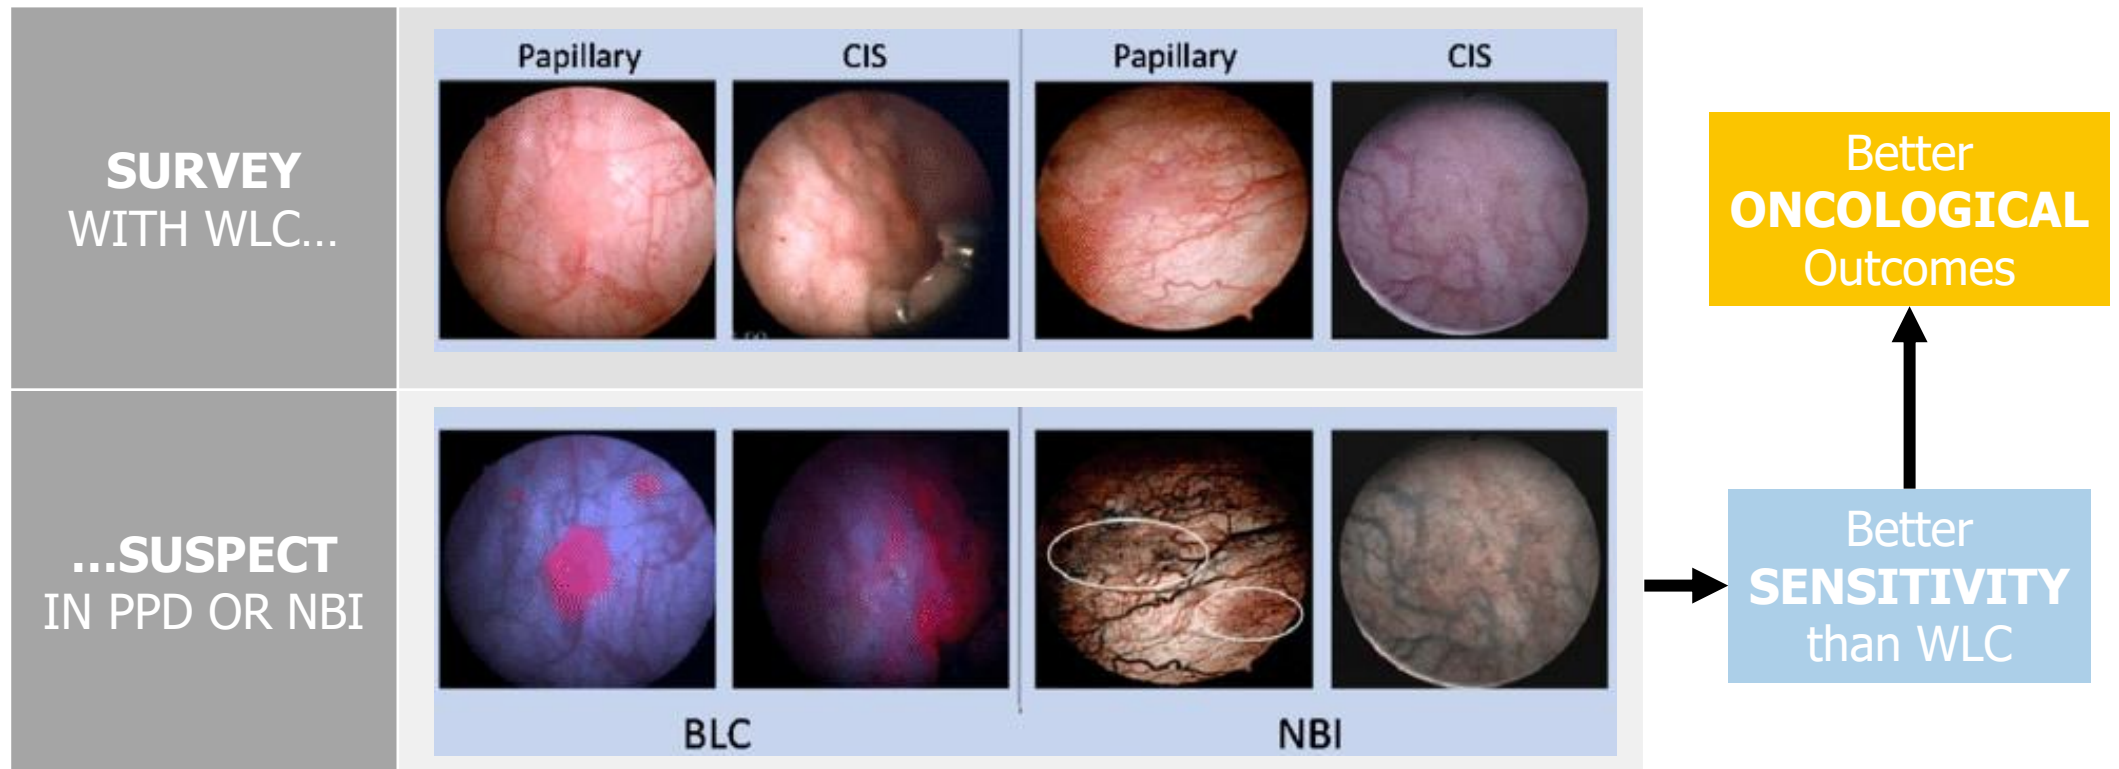 SURVEY
WITH WLC...
Papillary
CIS
Papillary
CIS
...SUSPECT
IN PPD OR NBI
BLC
NBI
Better
ONCOLOGICAL
Outcomes
Better
SENSITIVITY
than WLC